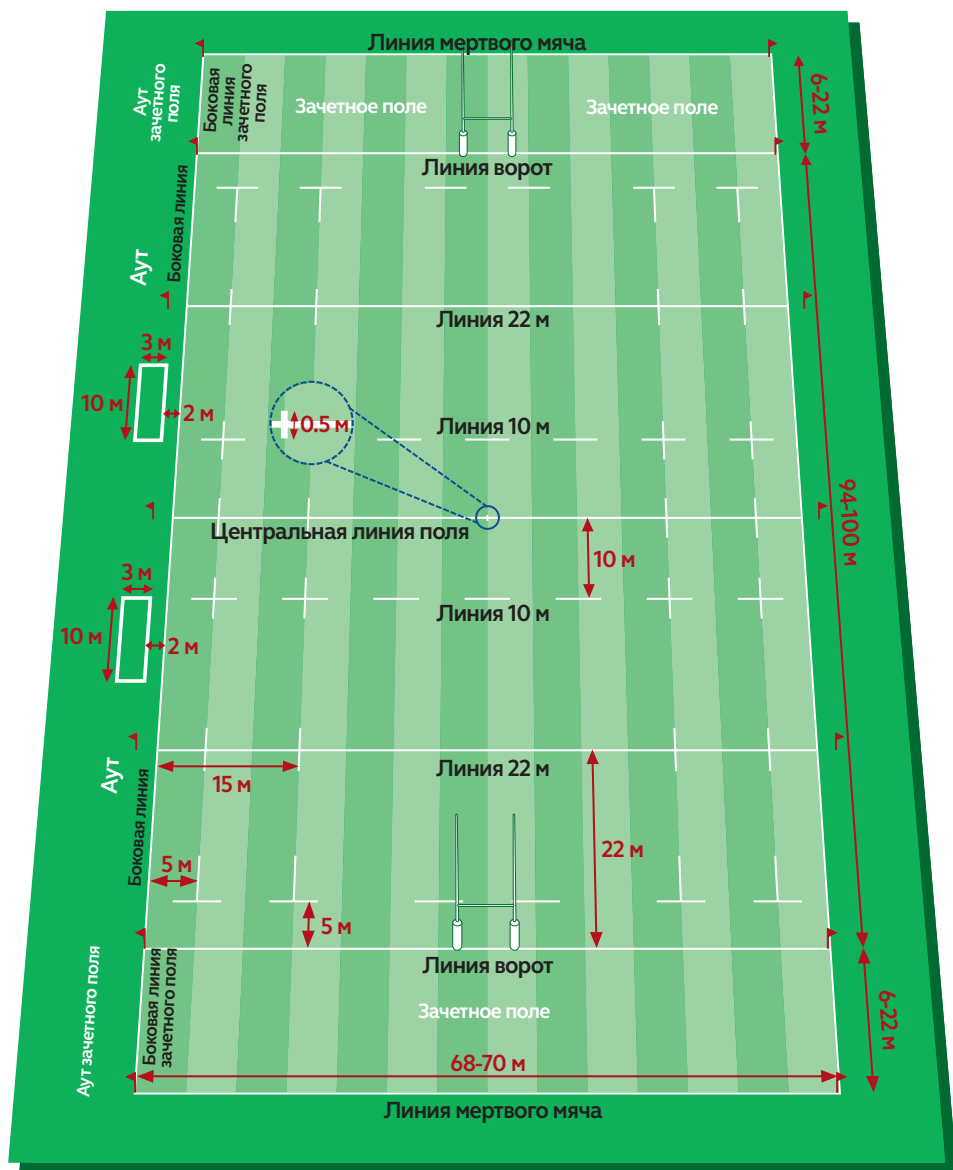 Линия мертвого мяча
Аут
зачетного
поля
Боковая
линия
зачетного
поля
Зачетное поле
Зачетное поле
6-22 м
Линия ворот
Боковая линия
Аут
Линия 22 м
3 м
10 м
2 м
0.5 м
Линия 10 м
94-100 м
Центральная линия поля
10 м
3 м
Линия 10 м
10 м
2 м
Аут
Линия 22 м
15 м
Боковая линия
22 м
5 м
5 м
Линия ворот
Аут зачетного поля
Боковая линия
зачетного поля
Зачетное поле
6-22 м
68-70 м
Линия мертвого мяча